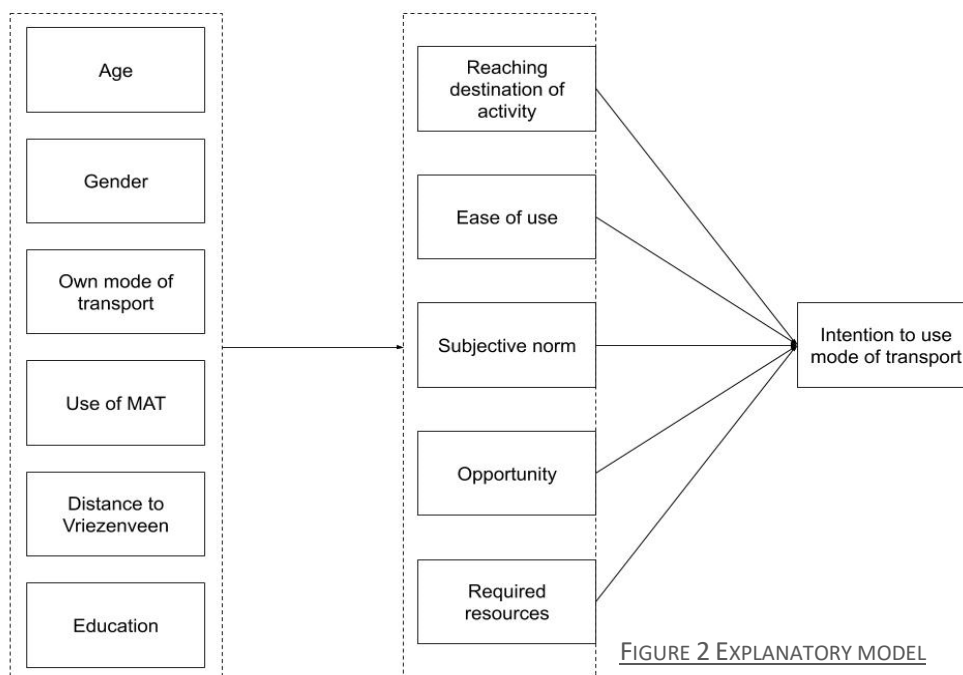 Age
Gender
Own mode of
transport
Use of MAT
Distance to
Vriezenveen
Education
Reaching
destination of
activity
Ease of use
Subjective norm
Opportunity
Required
resources
Intention to use
mode of transport
FIGURE 2 EXPLANATORY MODEL